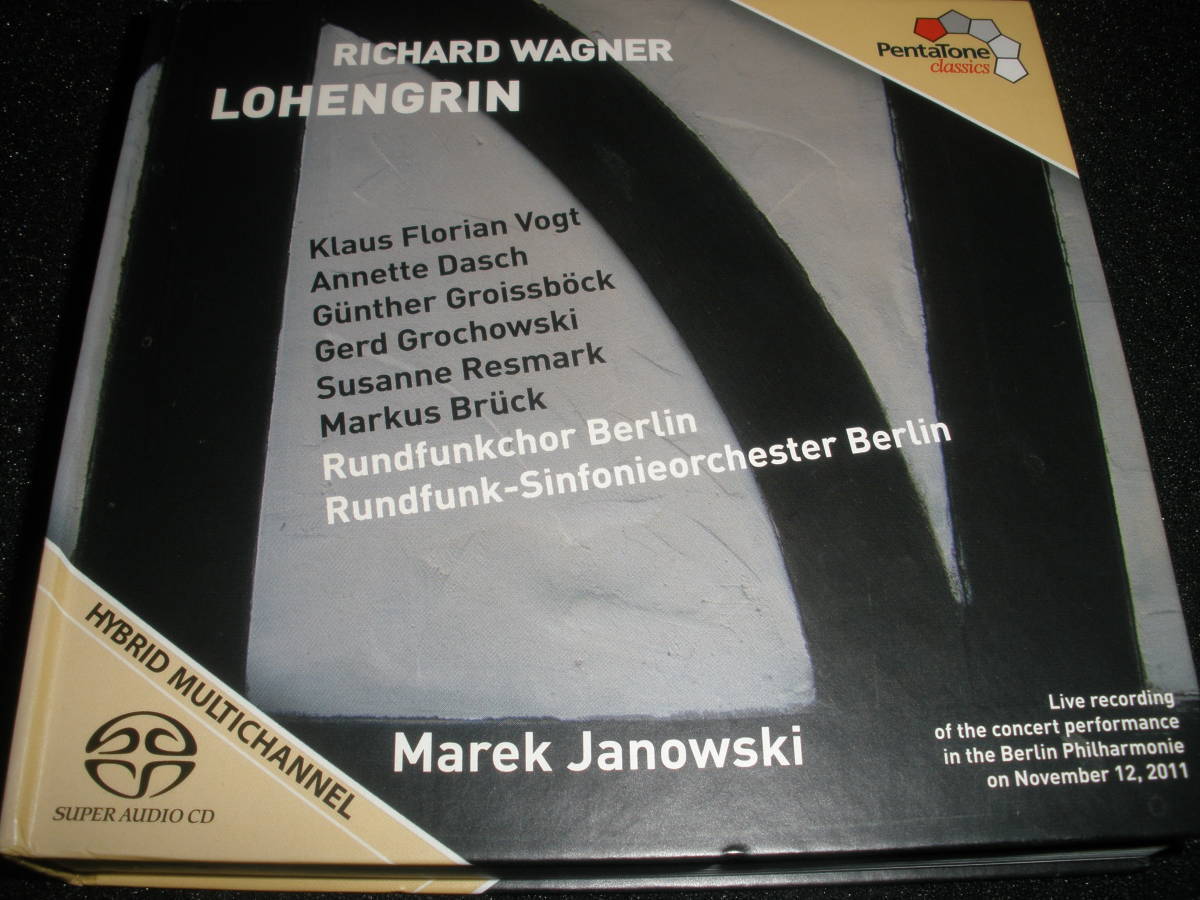 RICHARD WAGNER
LOHENGRIN
PentaTone
classics
Klaus Florian Vogt
Annette Dasch
Günther Groissböck
Gerd Grochowski
Susanne Resmark
Markus Brück
Rundfunkchor Berlin
Rundfunk-Sinfonieorchester Berlin
HYBRID MULTICHANNEL
SUPER AUDIO CD
Marek Janowski
Live recording
of the concert performance
in the Berlin Philharmonie
on November 12, 2011